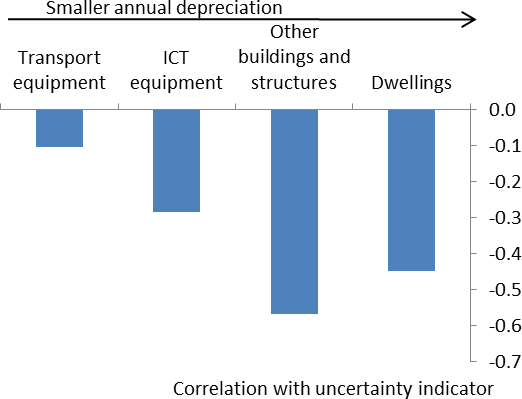 Smaller annual depreciation
Transport
equipment
ICT
equipment
Other
buildings and
structures
Dwellings
0.0
-0.1
-0.2
-0.3
-0.4
-0.5
-0.6
-0.7
Correlation with uncertainty indicator